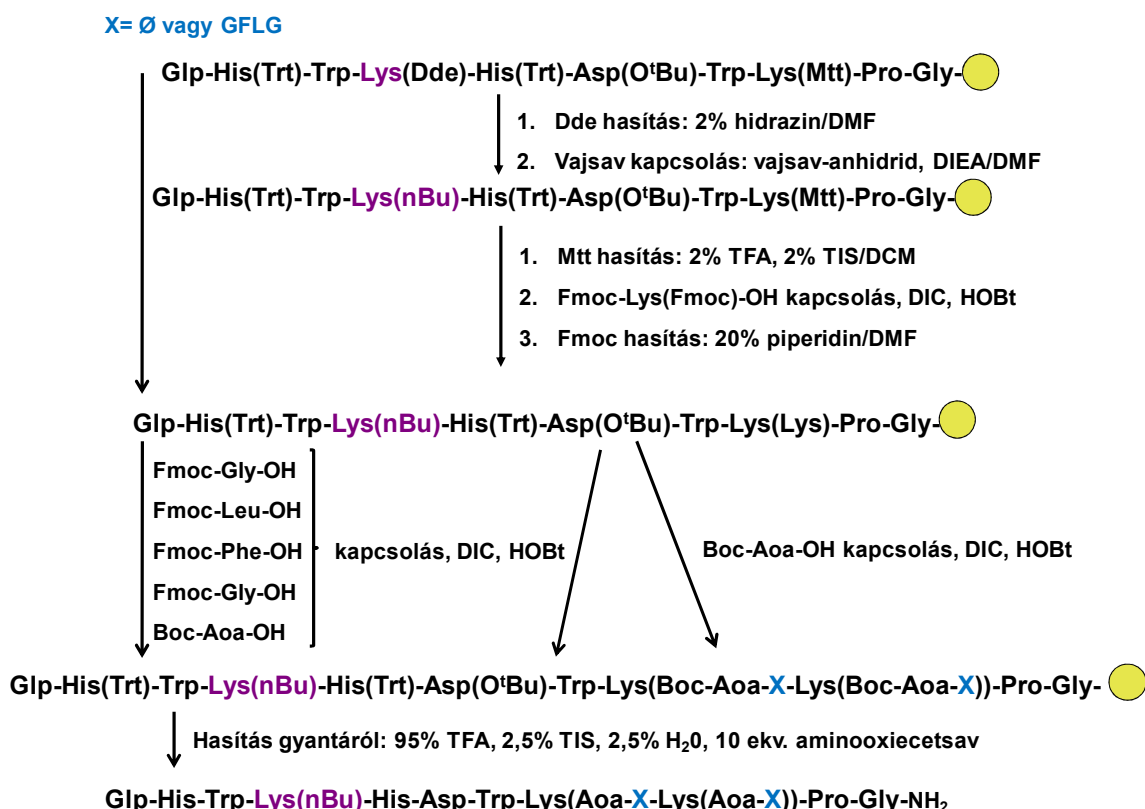 X= Ø vagy GFLG
Glp-His(Trt)-Trp-Lys(Dde)-His(Trt)-Asp(OᵗBu)-Trp-Lys(Mtt)-Pro-Gly-
1. Dde hasítás: 2% hidrazin/DMF
2. Vajsav kapcsolás: vajsav-anhidrid, DIEA/DMF
Glp-His(Trt)-Trp-Lys(nBu)-His(Trt)-Asp(OᵗBu)-Trp-Lys(Mtt)-Pro-Gly-
1. Mtt hasítás: 2% TFA, 2% TIS/DCM
2. Fmoc-Lys(Fmoc)-OH kapcsolás, DIC, HOBt
3. Fmoc hasítás: 20% piperidin/DMF
Glp-His(Trt)-Trp-Lys(nBu)-His(Trt)-Asp(OᵗBu)-Trp-Lys(Lys)-Pro-Gly-
Fmoc-Gly-OH
Fmoc-Leu-OH
Fmoc-Phe-OH
Fmoc-Gly-OH
Boc-Aoa-OH
kapcsolás, DIC, HOBt
Boc-Aoa-OH kapcsolás, DIC, HOBt
Glp-His(Trt)-Trp-Lys(nBu)-His(Trt)-Asp(OᵗBu)-Trp-Lys(Boc-Aoa-X-Lys(Boc-Aoa-X))-Pro-Gly-
Hasítás gyantáról: 95% TFA, 2,5% TIS, 2,5% H₂0, 10 ekv. aminooxiecetsav
Glp-His-Trp-Lys(nBu)-His-Asp-Trp-Lys(Aoa-X-Lys(Aoa-X))-Pro-Gly-NH₂